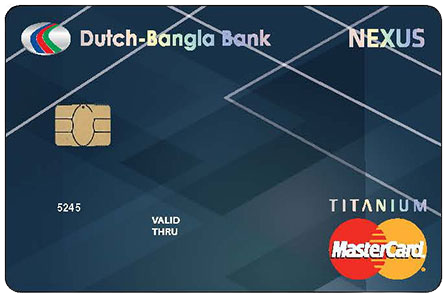 Dutch-Bangla Bank NEXUS
5245
VALID
THRU
TITANIUM
MasterCard